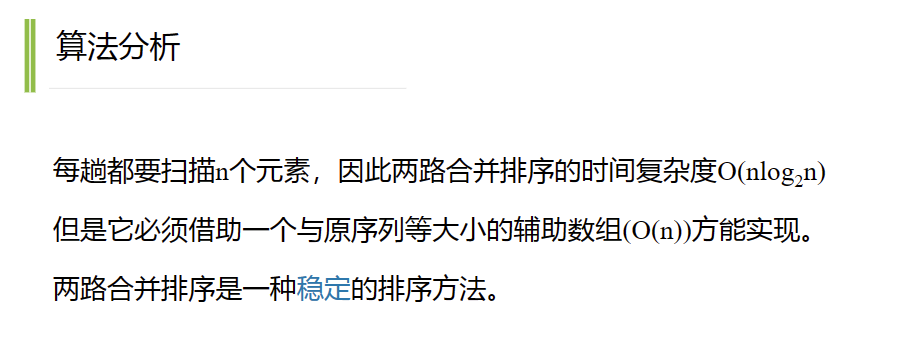 算法分析
每趟都要扫描n个元素，因此两路合并排序的时间复杂度O(nlog₂n)
但是它必须借助一个与原序列等大小的辅助数组(O(n))方能实现。
两路合并排序是一种稳定的排序方法。